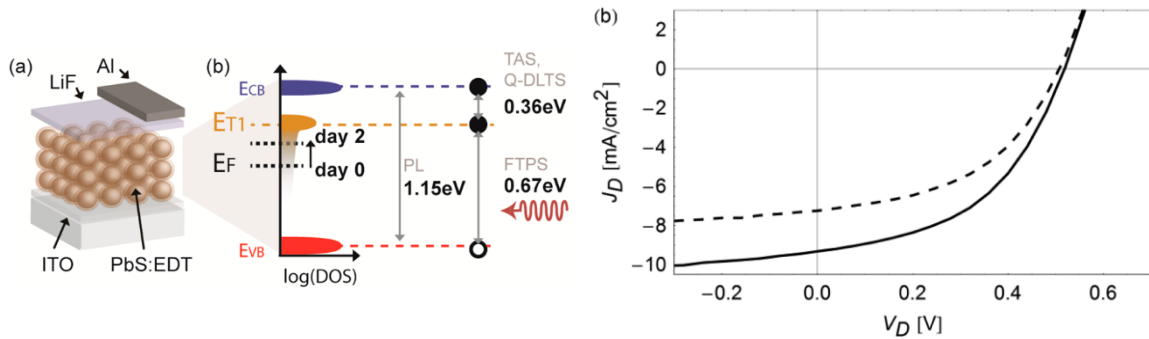 (a)
Al
LiF
ITO
PbS:EDT
(b)
ECB
ET1
EF
EVB
day 2
day 0
PL
1.15eV
log(DOS)
TAS,
Q-DLTS
0.36eV
FTPS
0.67eV
(b)
2
0
−2
−4
−6
−8
−10
JD [mA/cm²]
−0.2
0.0
0.2
0.4
0.6
VD [V]